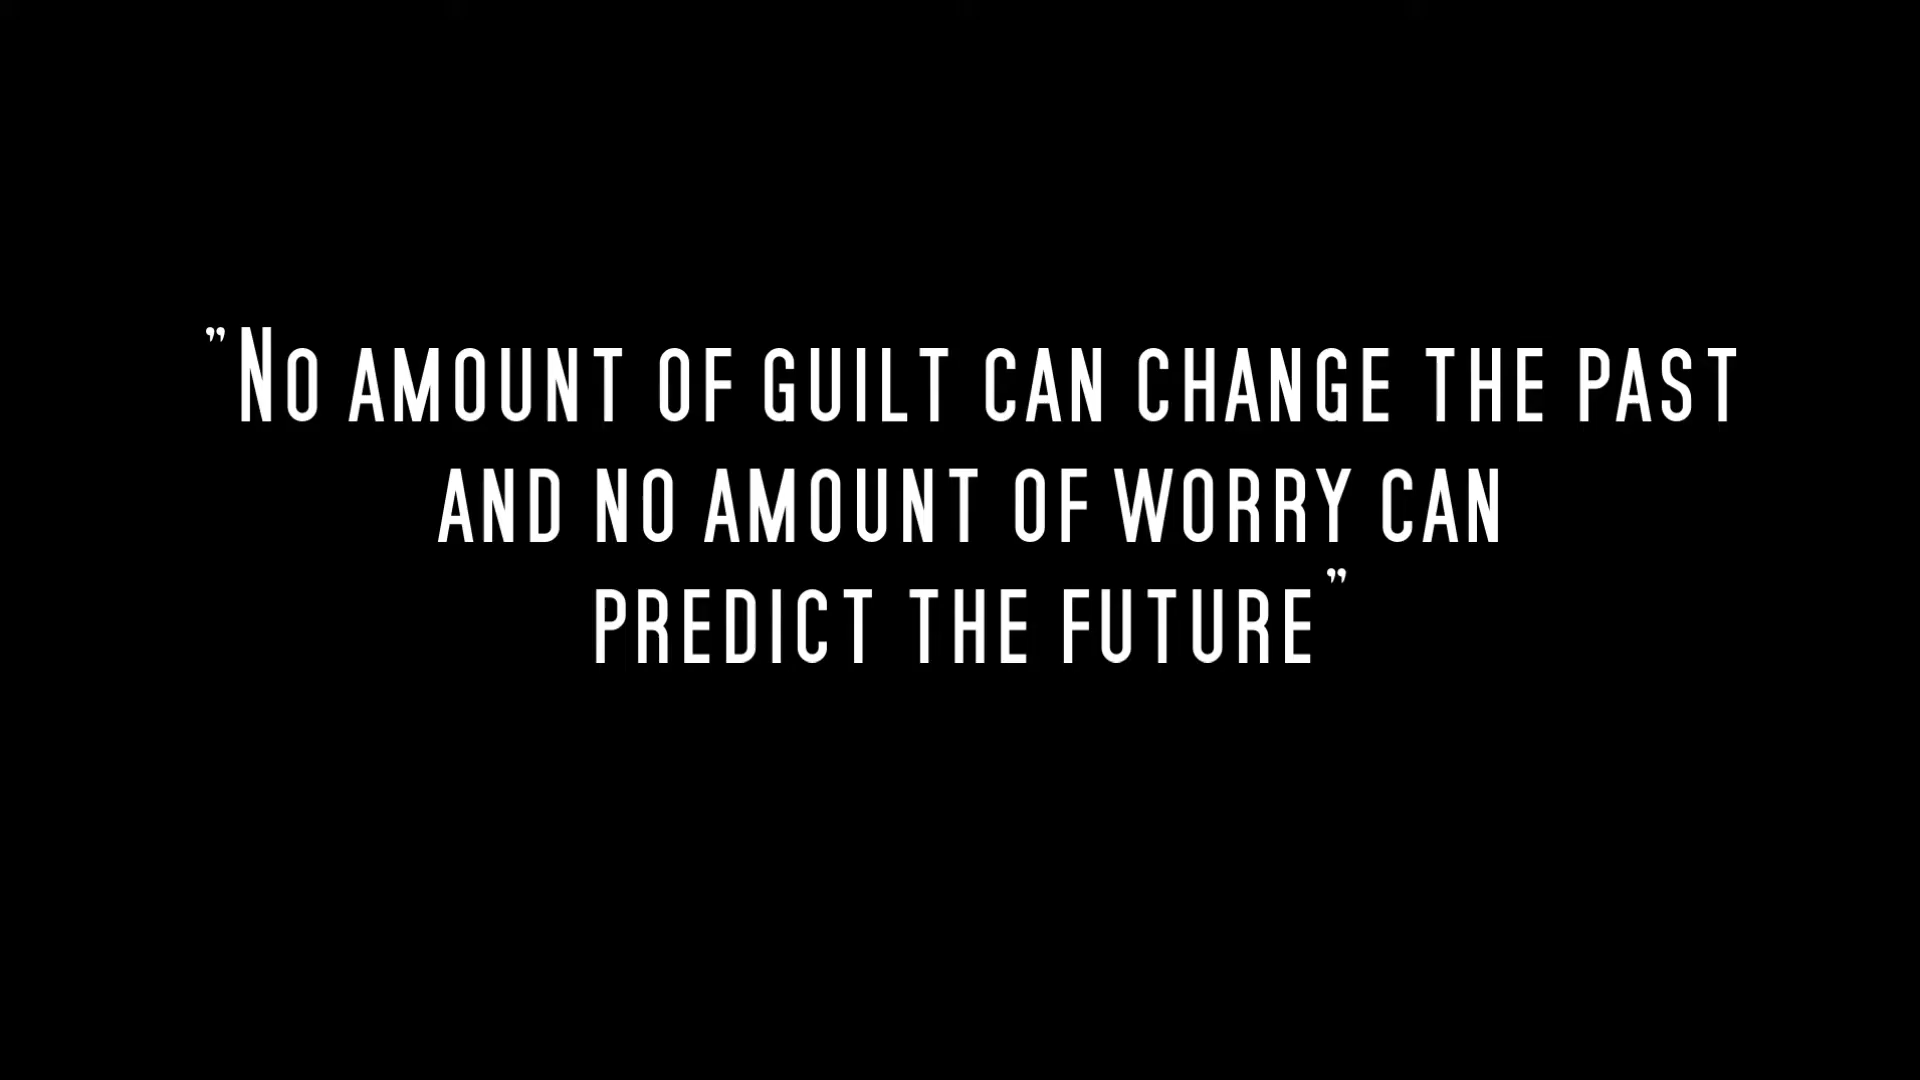 ”No amount of guilt can change the past
and no amount of worry can
predict the future”